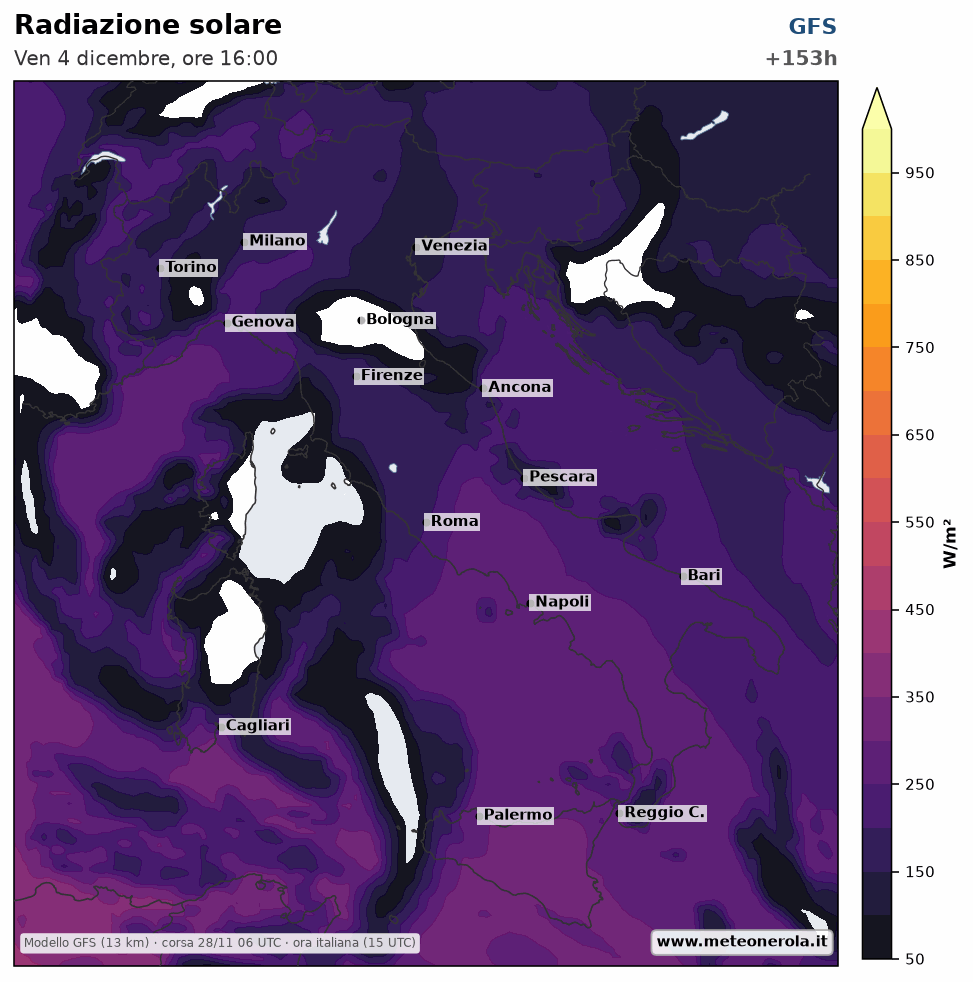 Radiazione solare
GFS
Ven 4 dicembre, ore 16:00
+153h
Milano
Venezia
Torino
Genova
Bologna
Firenze
Ancona
Pescara
Roma
Bari
Napoli
Cagliari
Palermo
Reggio C.
950
850
750
650
550
450
350
250
150
50
W/m²
Modello GFS (13 km) · corsa 28/11 06 UTC · ora italiana (15 UTC)
www.meteonerola.it